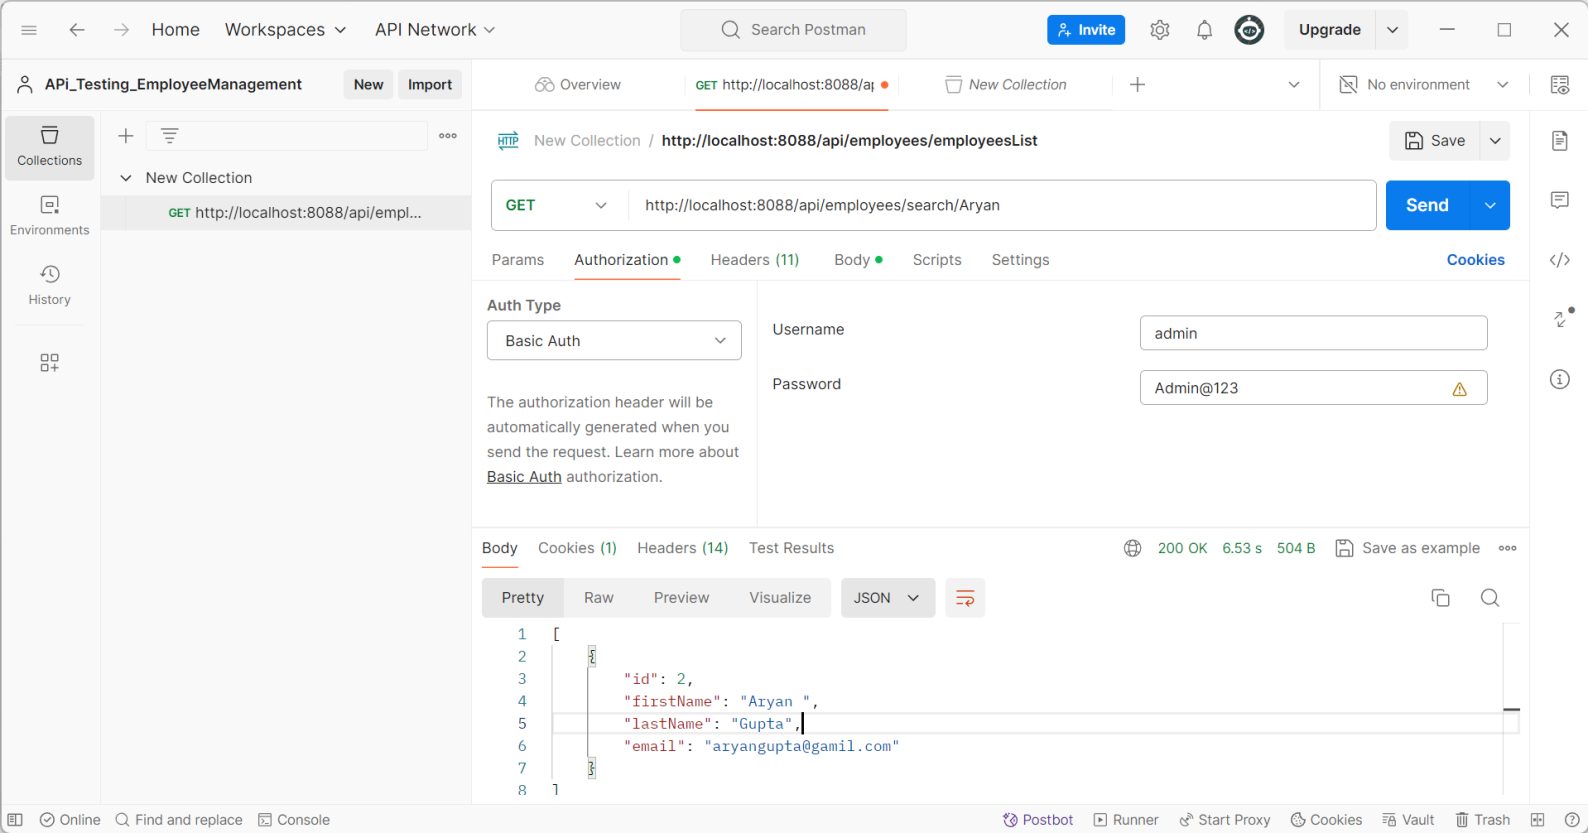 Home Workspaces API Network Search Postman Invite Upgrade
APi_Testing_EmployeeManagement New Import Overview GET http://localhost:8088/ap New Collection No environment
Collections
Environments
History
New Collection
GET http://localhost:8088/api/empl...
HTTP New Collection / http://localhost:8088/api/employees/employeesList Save
GET http://localhost:8088/api/employees/search/Aryan Send
Params Authorization Headers (11) Body Scripts Settings Cookies
Auth Type
Basic Auth
The authorization header will be
automatically generated when you
send the request. Learn more about
Basic Auth authorization.
Username admin
Password Admin@123
Body Cookies (1) Headers (14) Test Results 200 OK 6.53 s 504 B Save as example
Pretty Raw Preview Visualize JSON
1 [
2 {
3 "id": 2,
4 "firstName": "Aryan ",
5 "lastName": "Gupta",
6 "email": "aryangupta@gamil.com"
7 }
8 ]
Online Find and replace Console Postbot Runner Start Proxy Cookies Vault Trash